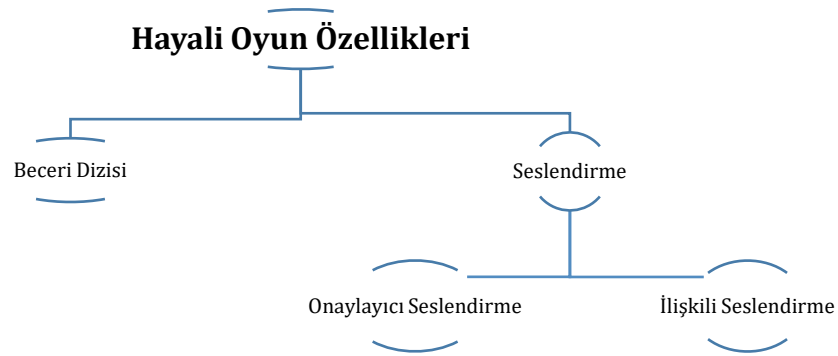 Hayali Oyun Özellikleri
Beceri Dizisi
Seslendirme
Onaylayıcı Seslendirme
İlişkili Seslendirme